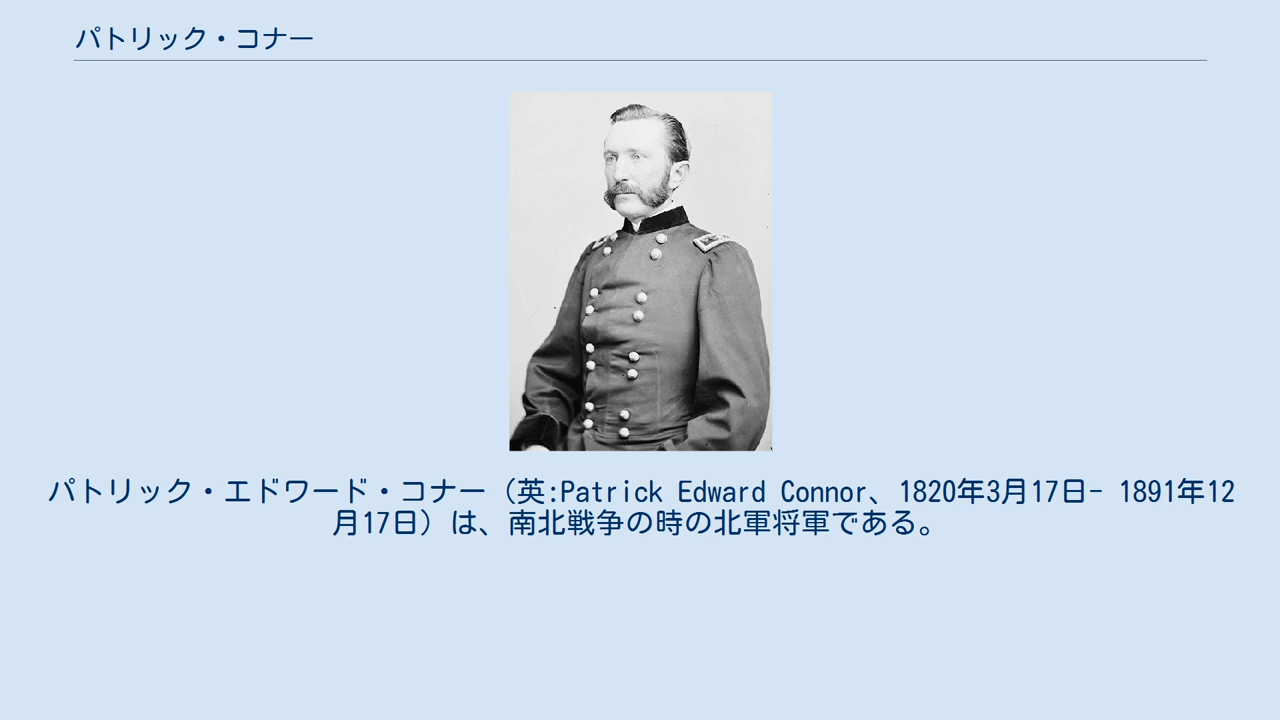 パトリック・コナー
パトリック・エドワード・コナー（英:Patrick Edward Connor、1820年3月17日- 1891年12
月17日）は、南北戦争の時の北軍将軍である。